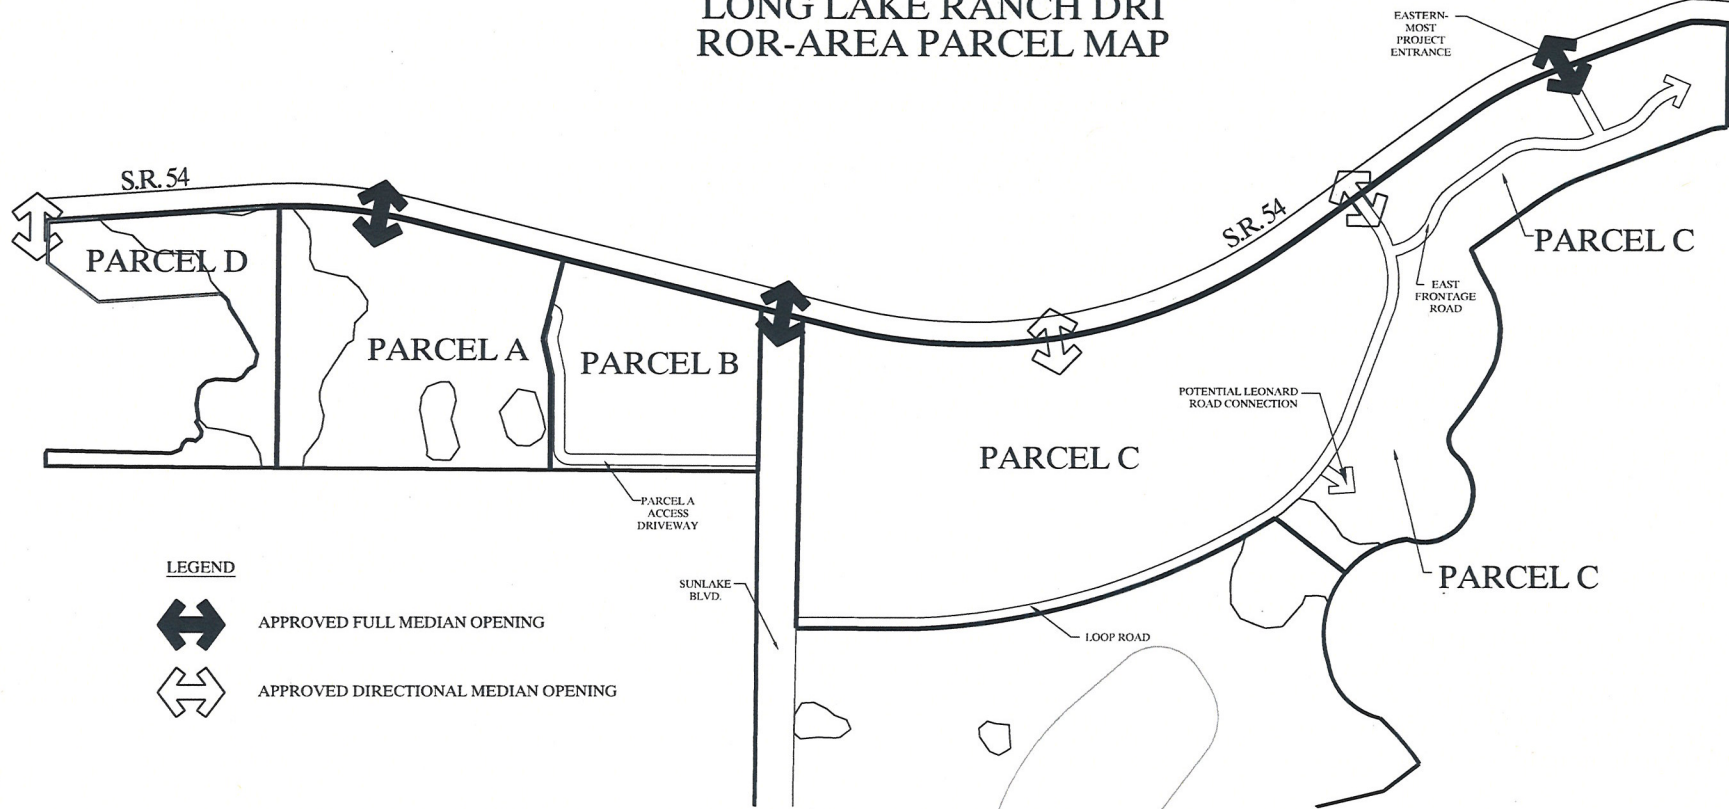 LONG LAKE RANCH DRI
ROR-AREA PARCEL MAP
EASTERN-
MOST
PROJECT
ENTRANCE
S.R. 54
S.R. 54
PARCEL D
PARCEL C
EAST
FRONTAGE
ROAD
PARCEL A
PARCEL B
POTENTIAL LEONARD
ROAD CONNECTION
PARCEL C
PARCEL A
ACCESS
DRIVEWAY
LEGEND
SUNLAKE
BLVD.
PARCEL C
APPROVED FULL MEDIAN OPENING
LOOP ROAD
APPROVED DIRECTIONAL MEDIAN OPENING